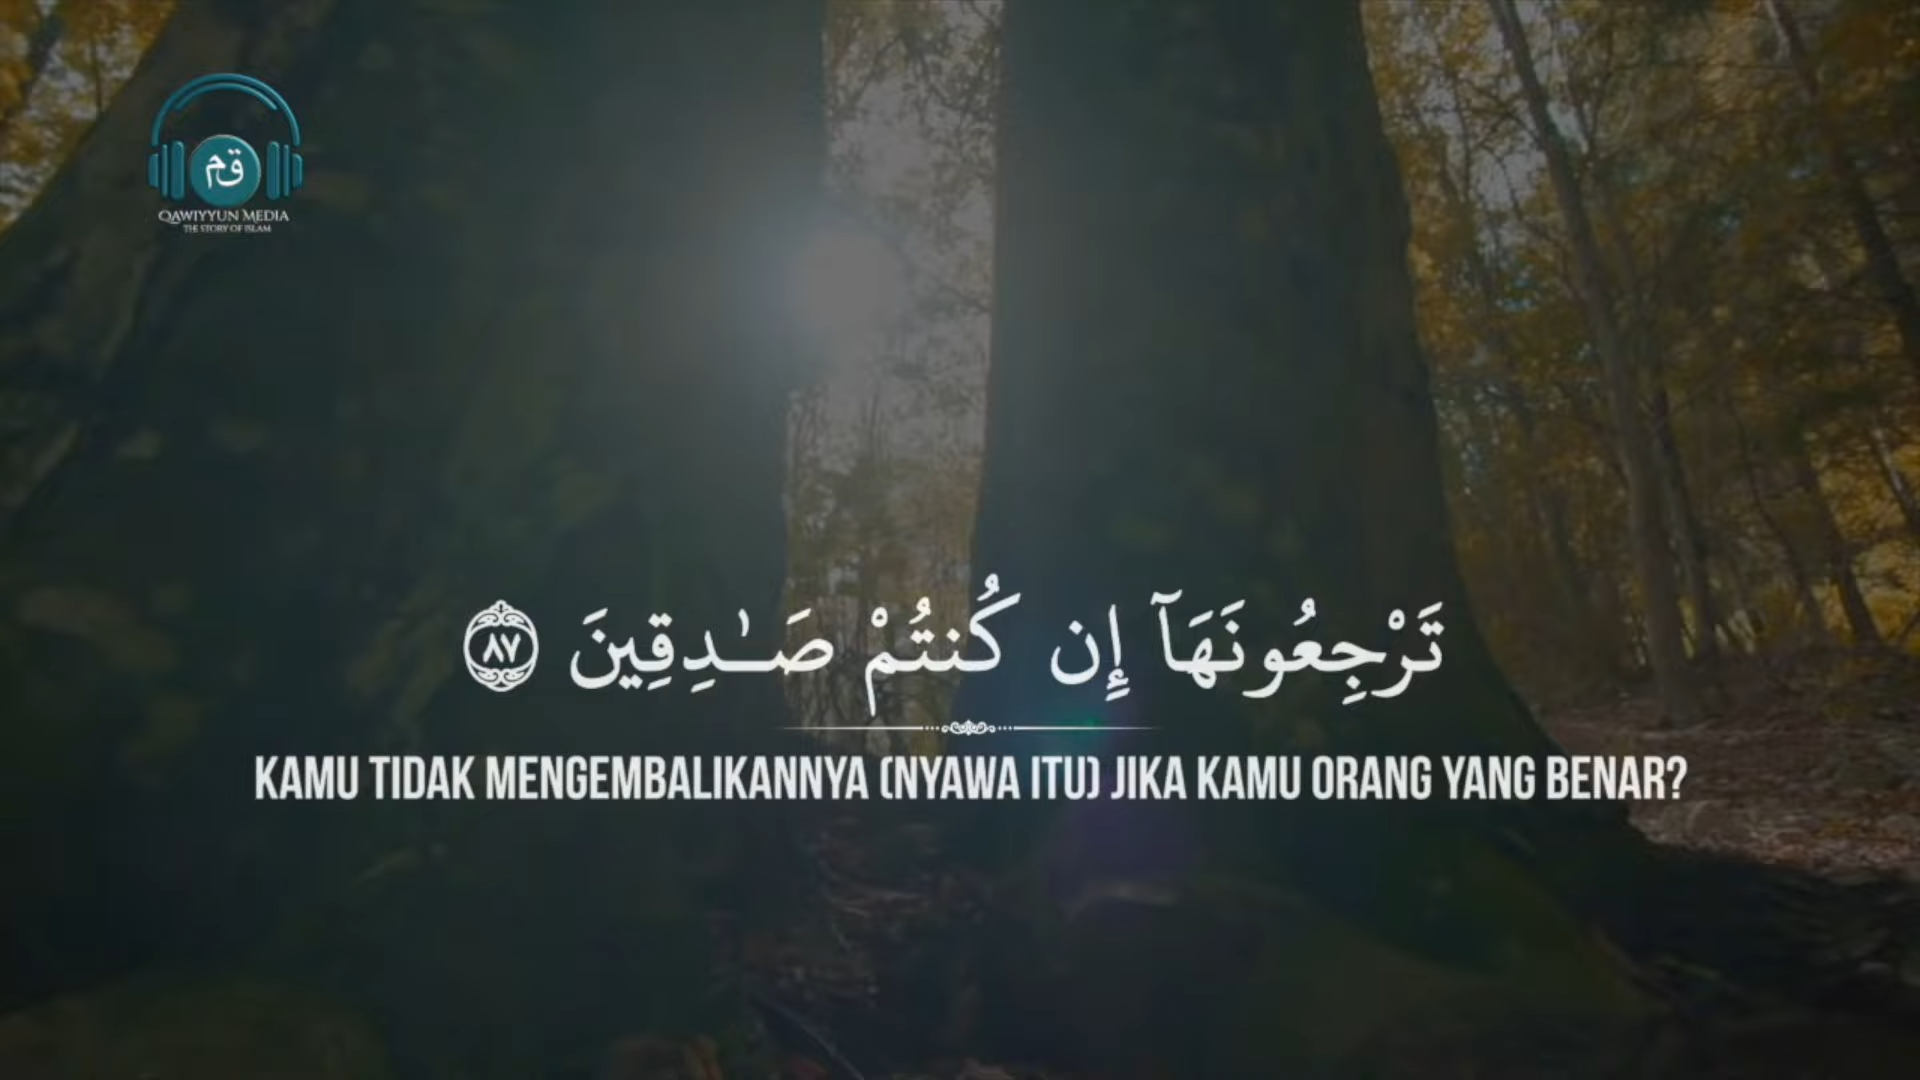 قم
QAWIYYUN MEDIA
THE STORY OF ISLAM
تَرْجِعُونَهَآ إِن كُنتُمْ صَـٰدِقِينَ ٨٧
KAMU TIDAK MENGEMBALIKANNYA (NYAWA ITU) JIKA KAMU ORANG YANG BENAR?